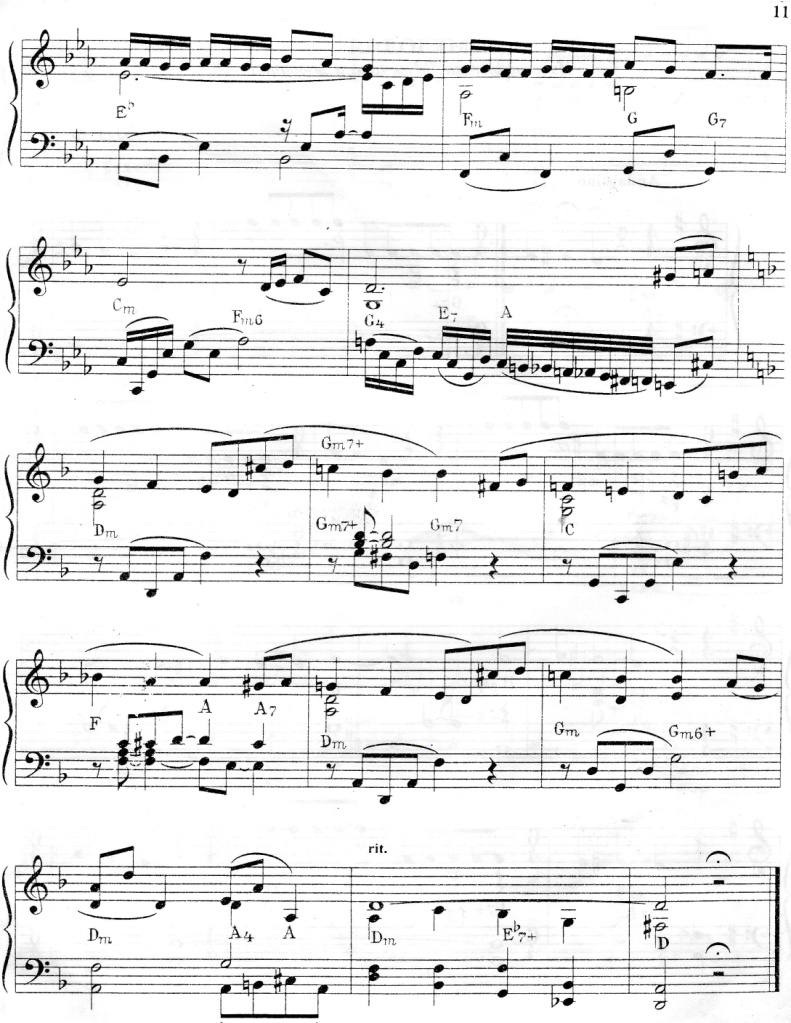 11
E♭ Fm G G7
Cm Fm6 G4 E7 A
Gm7+
Dm Gm7+ Gm7 C
F A A7 Dm Gm Gm6+
rit.
Dm A4 A Dm E♭7+ D